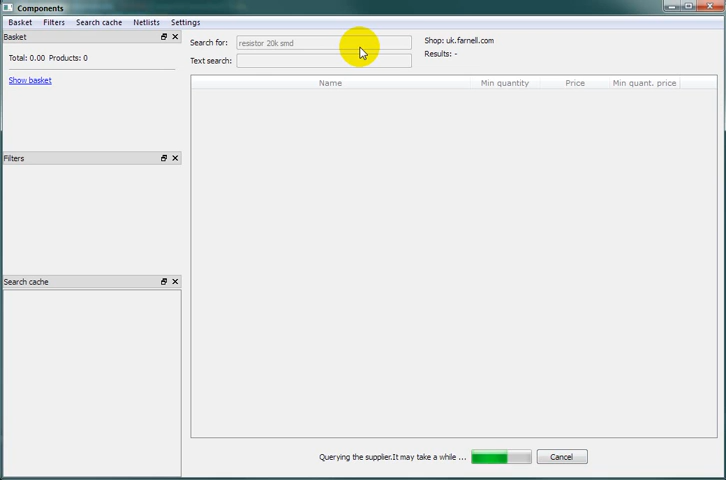 Components
Basket Filters Search cache Netlists Settings
Basket
Total: 0.00 Products: 0
Show basket
Filters
Search cache
Search for: resistor 20k smd
Text search:
Shop: uk.farnell.com
Results: -
Name Min quantity Price Min quant. price
Querying the supplier.It may take a while ... Cancel